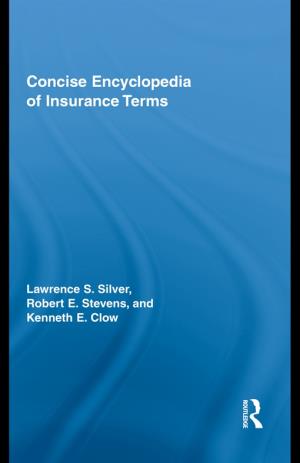 Concise Encyclopedia
of Insurance Terms
Lawrence S. Silver,
Robert E. Stevens, and
Kenneth E. Clow
ROUTLEDGE